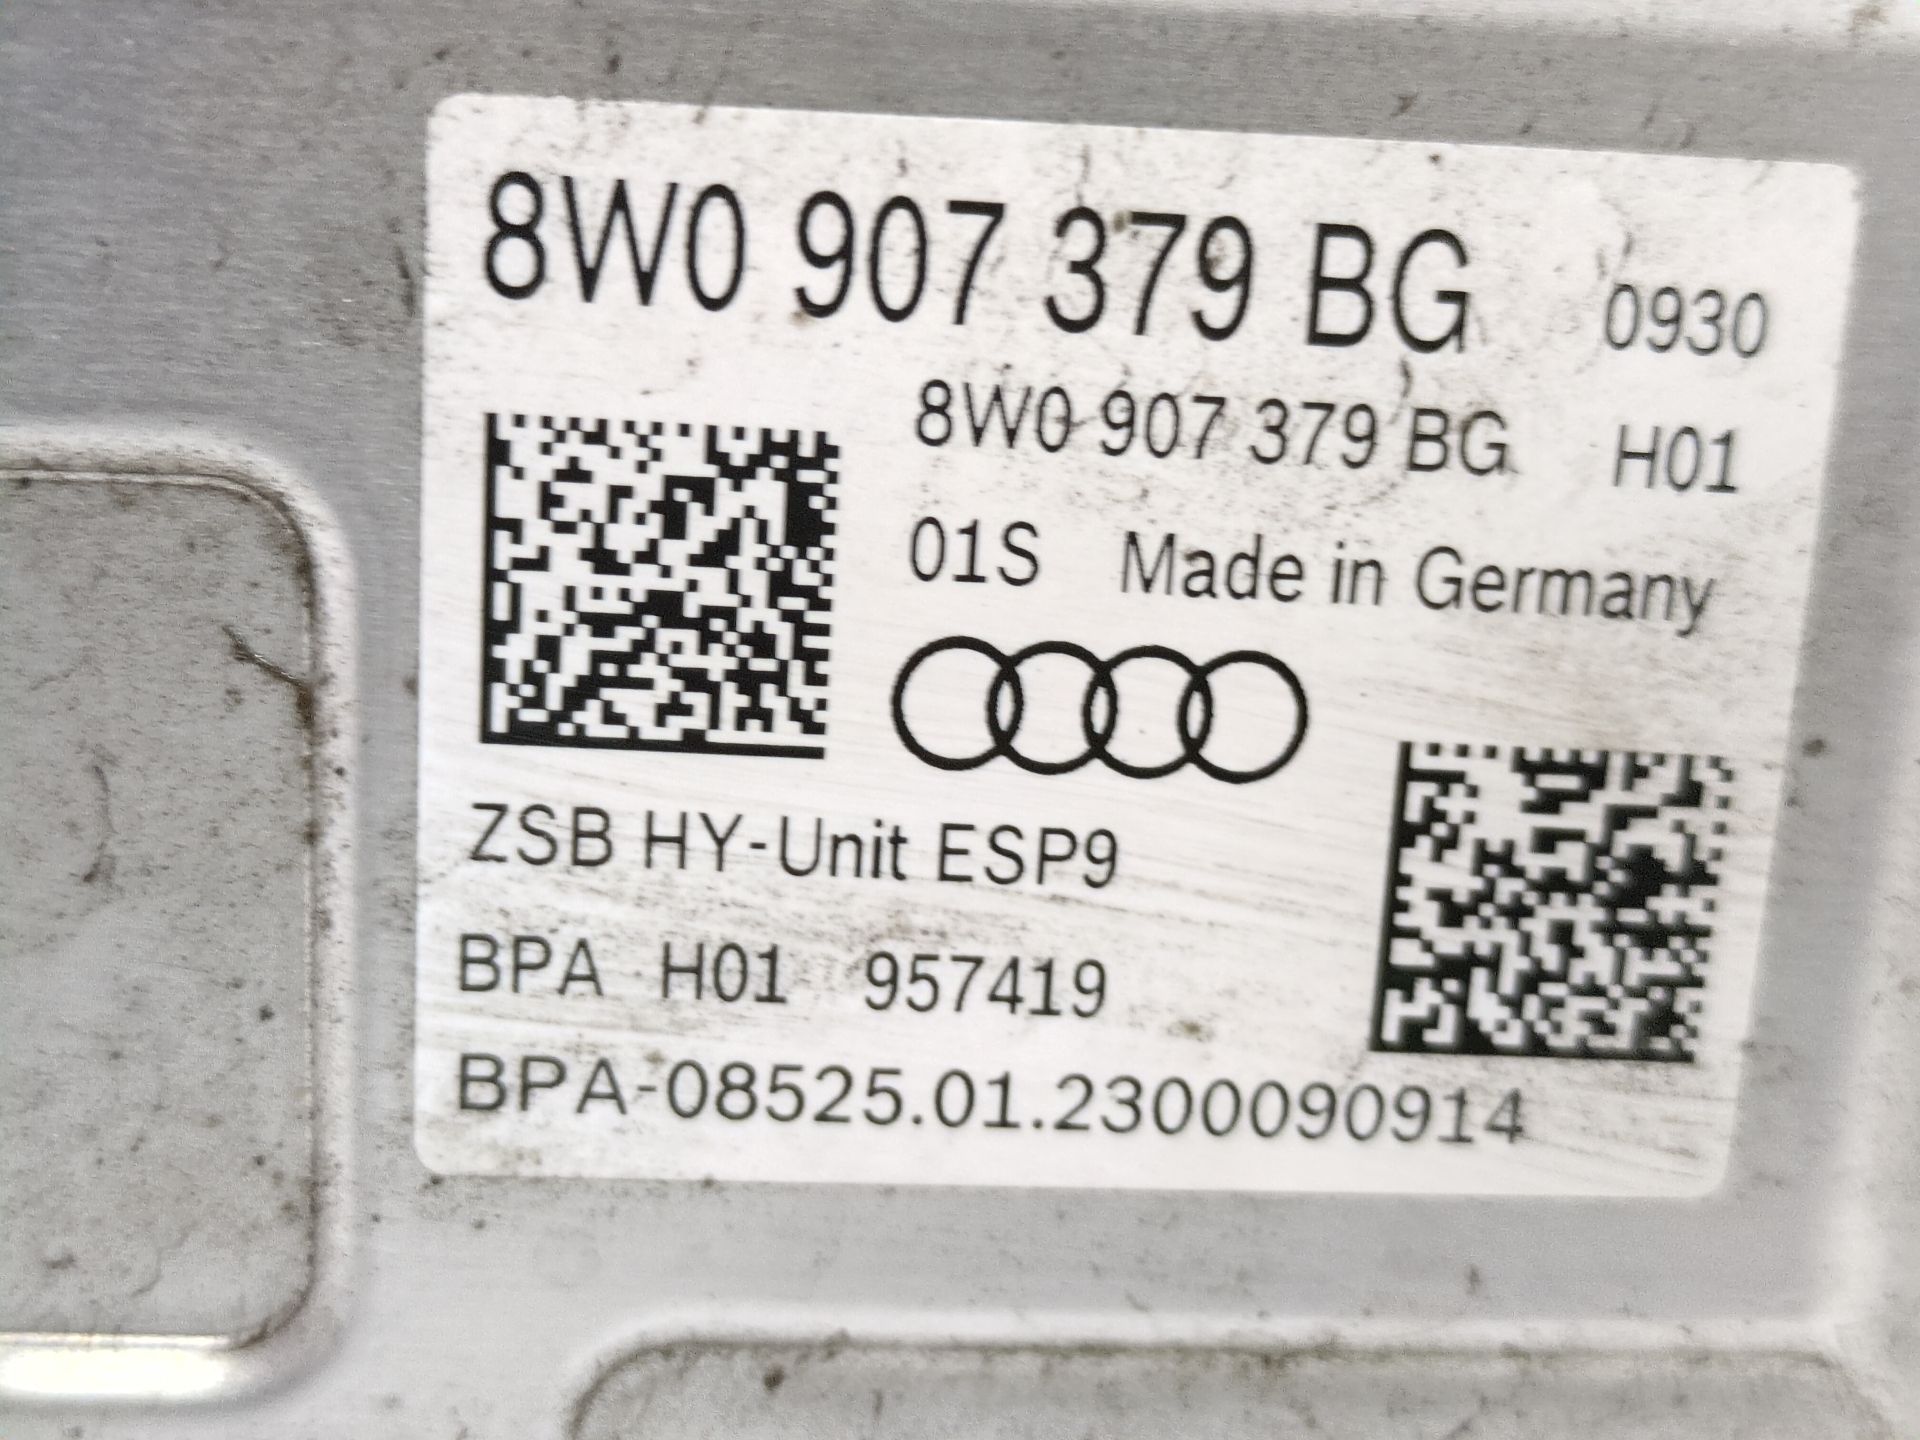 8W0 907 379 BG 0930
8W0 907 379 BG H01
01S Made in Germany
ZSB HY-Unit ESP9
BPA H01 957419
BPA-08525.01.2300090914